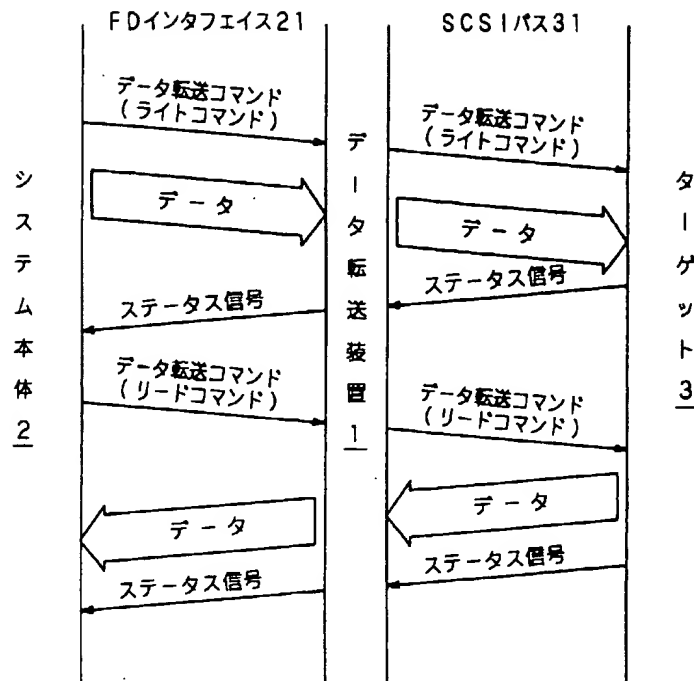 FDインタフェイス21
SCSIバス31
データ転送コマンド
(ライトコマンド)
データ転送コマンド
(ライトコマンド)
データ
データ
ステータス信号
ステータス信号
データ転送コマンド
(リードコマンド)
データ転送コマンド
(リードコマンド)
データ
データ
ステータス信号
ステータス信号
システム本体2
データ転送装置1
ターゲット3